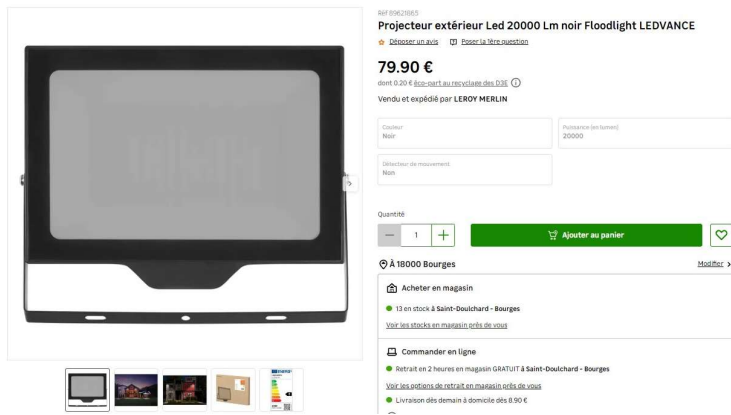 Réf 89621665
Projecteur extérieur Led 20000 Lm noir Floodlight LEDVANCE
Déposer un avis
Poser la 1ère question
79.90 €
dont 0.20 € éco-part au recyclage des D3E
Vendu et expédié par LEROY MERLIN
Couleur
Noir
Puissance (en lumen)
20000
Détecteur de mouvement
Non
Quantité
1
Ajouter au panier
À 18000 Bourges
Modifier
Acheter en magasin
13 en stock à Saint-Doulchard - Bourges
Voir les stocks en magasin près de vous
Commander en ligne
Retrait en 2 heures en magasin GRATUIT à Saint-Doulchard - Bourges
Voir les options de retrait en magasin près de vous
Livraison dès demain à domicile dès 8.90 €